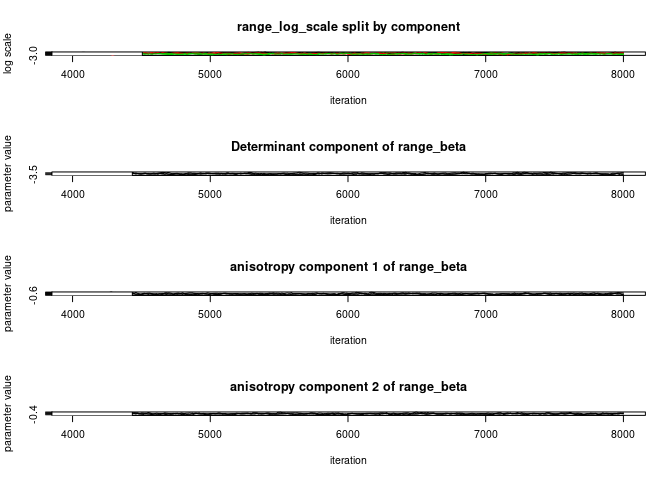 range_log_scale split by component
log scale
-3.0
4000 5000 6000 7000 8000
iteration
Determinant component of range_beta
parameter value
-3.5
4000 5000 6000 7000 8000
iteration
anisotropy component 1 of range_beta
parameter value
-0.6
4000 5000 6000 7000 8000
iteration
anisotropy component 2 of range_beta
parameter value
-0.4
4000 5000 6000 7000 8000
iteration